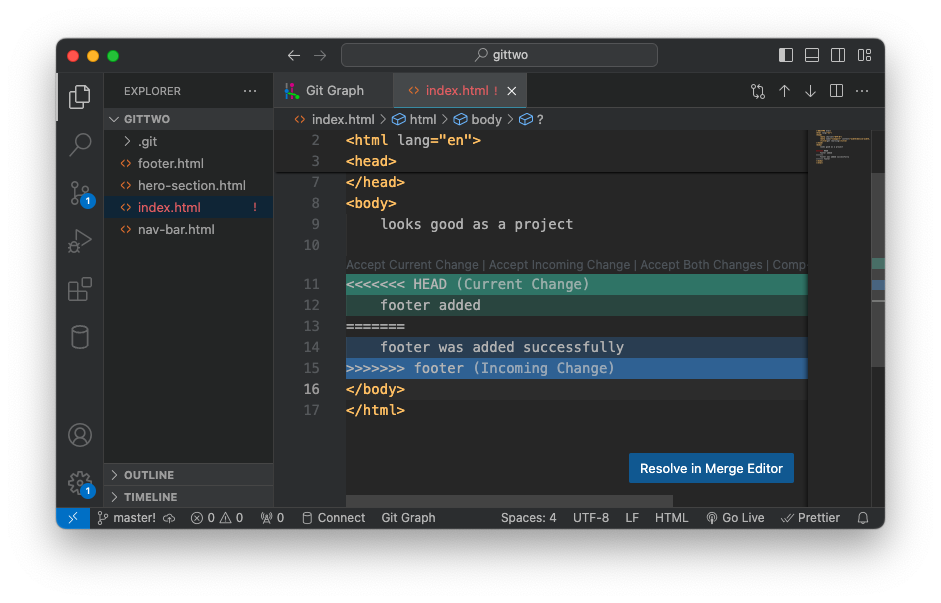 gittwo
EXPLORER
Git Graph
index.html !
GITTWO
index.html > html > body > ?
.git
footer.html
hero-section.html
index.html !
nav-bar.html
2 <html lang="en">
3 <head>
7 </head>
8 <body>
9 looks good as a project
10
Accept Current Change | Accept Incoming Change | Accept Both Changes | Comp
11 <<<<<<< HEAD (Current Change)
12 footer added
13 =======
14 footer was added successfully
15 >>>>>>> footer (Incoming Change)
16 </body>
17 </html>
1
1
Resolve in Merge Editor
OUTLINE
TIMELINE
master! 0 0 0 Connect Git Graph Spaces: 4 UTF-8 LF HTML Go Live Prettier